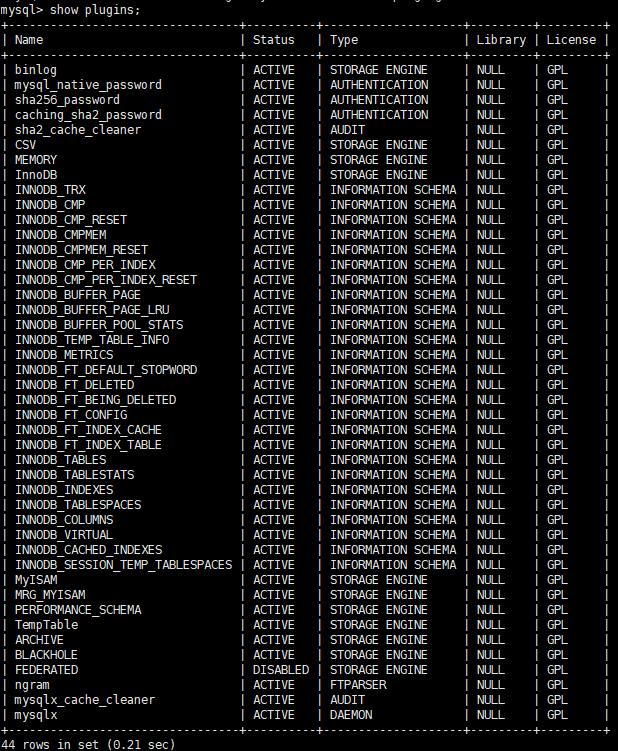 mysql> show plugins;
+---------------------------------+----------+--------------------+---------+---------+
| Name                            | Status   | Type               | Library | License |
+---------------------------------+----------+--------------------+---------+---------+
| binlog                          | ACTIVE   | STORAGE ENGINE     | NULL    | GPL     |
| mysql_native_password           | ACTIVE   | AUTHENTICATION     | NULL    | GPL     |
| sha256_password                 | ACTIVE   | AUTHENTICATION     | NULL    | GPL     |
| caching_sha2_password           | ACTIVE   | AUTHENTICATION     | NULL    | GPL     |
| sha2_cache_cleaner              | ACTIVE   | AUDIT              | NULL    | GPL     |
| CSV                             | ACTIVE   | STORAGE ENGINE     | NULL    | GPL     |
| MEMORY                          | ACTIVE   | STORAGE ENGINE     | NULL    | GPL     |
| InnoDB                          | ACTIVE   | STORAGE ENGINE     | NULL    | GPL     |
| INNODB_TRX                      | ACTIVE   | INFORMATION SCHEMA | NULL    | GPL     |
| INNODB_CMP                      | ACTIVE   | INFORMATION SCHEMA | NULL    | GPL     |
| INNODB_CMP_RESET                | ACTIVE   | INFORMATION SCHEMA | NULL    | GPL     |
| INNODB_CMPMEM                   | ACTIVE   | INFORMATION SCHEMA | NULL    | GPL     |
| INNODB_CMPMEM_RESET             | ACTIVE   | INFORMATION SCHEMA | NULL    | GPL     |
| INNODB_CMP_PER_INDEX            | ACTIVE   | INFORMATION SCHEMA | NULL    | GPL     |
| INNODB_CMP_PER_INDEX_RESET      | ACTIVE   | INFORMATION SCHEMA | NULL    | GPL     |
| INNODB_BUFFER_PAGE              | ACTIVE   | INFORMATION SCHEMA | NULL    | GPL     |
| INNODB_BUFFER_PAGE_LRU          | ACTIVE   | INFORMATION SCHEMA | NULL    | GPL     |
| INNODB_BUFFER_POOL_STATS        | ACTIVE   | INFORMATION SCHEMA | NULL    | GPL     |
| INNODB_TEMP_TABLE_INFO          | ACTIVE   | INFORMATION SCHEMA | NULL    | GPL     |
| INNODB_METRICS                  | ACTIVE   | INFORMATION SCHEMA | NULL    | GPL     |
| INNODB_FT_DEFAULT_STOPWORD      | ACTIVE   | INFORMATION SCHEMA | NULL    | GPL     |
| INNODB_FT_DELETED               | ACTIVE   | INFORMATION SCHEMA | NULL    | GPL     |
| INNODB_FT_BEING_DELETED         | ACTIVE   | INFORMATION SCHEMA | NULL    | GPL     |
| INNODB_FT_CONFIG                | ACTIVE   | INFORMATION SCHEMA | NULL    | GPL     |
| INNODB_FT_INDEX_CACHE           | ACTIVE   | INFORMATION SCHEMA | NULL    | GPL     |
| INNODB_FT_INDEX_TABLE           | ACTIVE   | INFORMATION SCHEMA | NULL    | GPL     |
| INNODB_TABLES                   | ACTIVE   | INFORMATION SCHEMA | NULL    | GPL     |
| INNODB_TABLESTATS               | ACTIVE   | INFORMATION SCHEMA | NULL    | GPL     |
| INNODB_INDEXES                  | ACTIVE   | INFORMATION SCHEMA | NULL    | GPL     |
| INNODB_TABLESPACES              | ACTIVE   | INFORMATION SCHEMA | NULL    | GPL     |
| INNODB_COLUMNS                  | ACTIVE   | INFORMATION SCHEMA | NULL    | GPL     |
| INNODB_VIRTUAL                  | ACTIVE   | INFORMATION SCHEMA | NULL    | GPL     |
| INNODB_CACHED_INDEXES           | ACTIVE   | INFORMATION SCHEMA | NULL    | GPL     |
| INNODB_SESSION_TEMP_TABLESPACES | ACTIVE   | INFORMATION SCHEMA | NULL    | GPL     |
| MyISAM                          | ACTIVE   | STORAGE ENGINE     | NULL    | GPL     |
| MRG_MYISAM                      | ACTIVE   | STORAGE ENGINE     | NULL    | GPL     |
| PERFORMANCE_SCHEMA              | ACTIVE   | STORAGE ENGINE     | NULL    | GPL     |
| TempTable                       | ACTIVE   | STORAGE ENGINE     | NULL    | GPL     |
| ARCHIVE                         | ACTIVE   | STORAGE ENGINE     | NULL    | GPL     |
| BLACKHOLE                       | ACTIVE   | STORAGE ENGINE     | NULL    | GPL     |
| FEDERATED                       | DISABLED | STORAGE ENGINE     | NULL    | GPL     |
| ngram                           | ACTIVE   | FTPARSER           | NULL    | GPL     |
| mysqlx_cache_cleaner            | ACTIVE   | AUDIT              | NULL    | GPL     |
| mysqlx                          | ACTIVE   | DAEMON             | NULL    | GPL     |
+---------------------------------+----------+--------------------+---------+---------+
44 rows in set (0.21 sec)